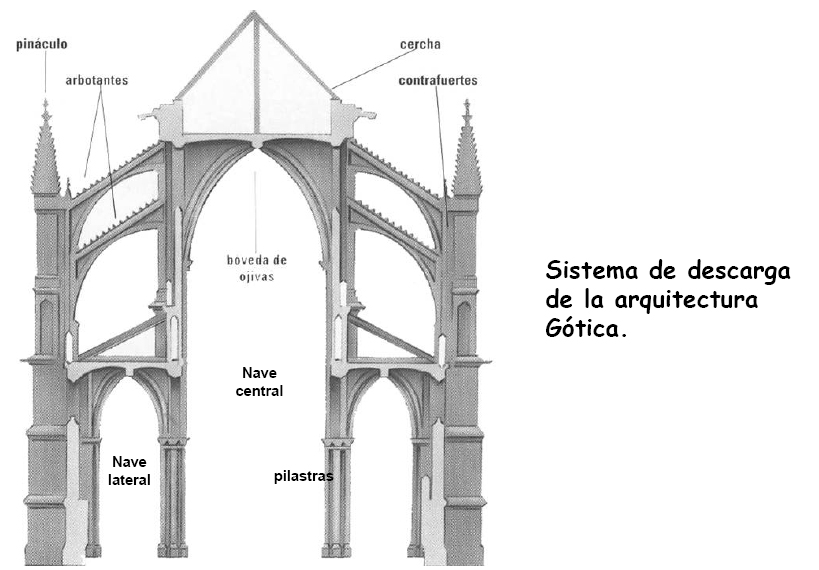 pináculo
cercha
arbotantes
contrafuertes
boveda de
ojivas
Sistema de descarga
de la arquitectura
Gótica.
Nave
central
Nave
lateral
pilastras